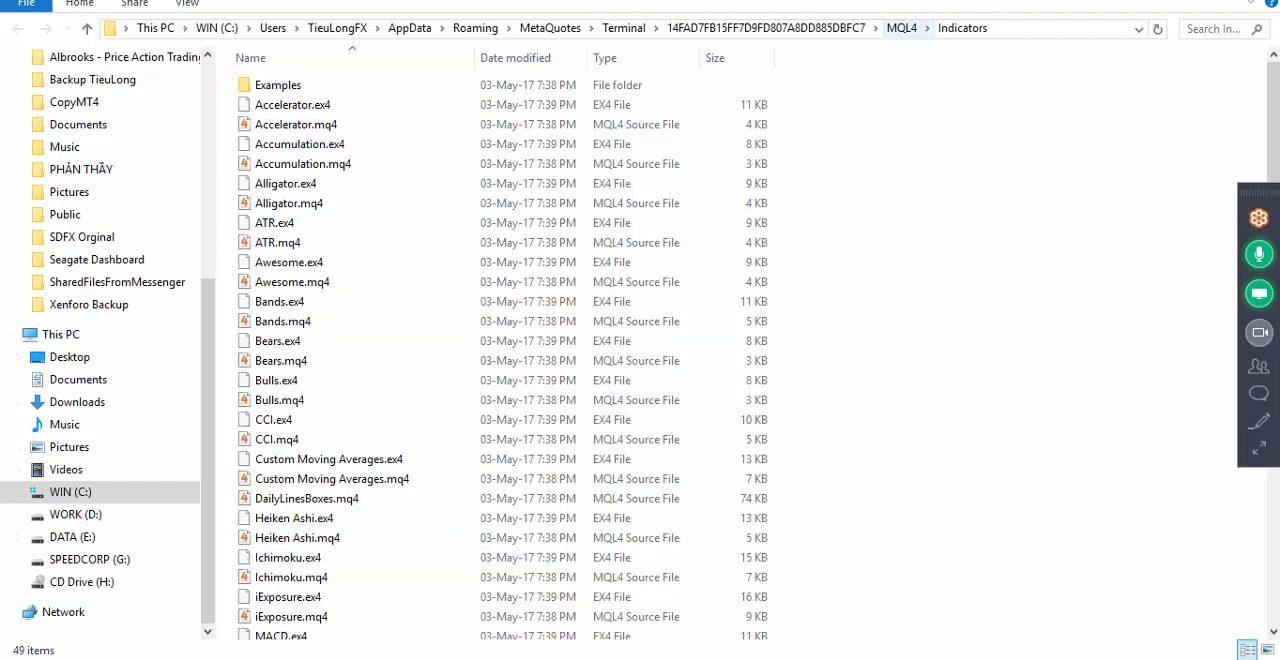 File Home Share View
This PC WIN (C:) Users TieuLongFX AppData Roaming MetaQuotes Terminal 14FAD7FB15FF7D9FD807A8DD885DBFC7 MQL4 Indicators
Search In...
Albrooks - Price Action Trading
Backup TieuLong
CopyMT4
Documents
Music
PHẢN THẦY
Pictures
Public
SDFX Orginal
Seagate Dashboard
SharedFilesFromMessenger
Xenforo Backup
This PC
Desktop
Documents
Downloads
Music
Pictures
Videos
WIN (C:)
WORK (D:)
DATA (E:)
SPEEDCORP (G:)
CD Drive (H:)
Network
Name Date modified Type Size
Examples 03-May-17 7:38 PM File folder
Accelerator.ex4 03-May-17 7:39 PM EX4 File 11 KB
Accelerator.mq4 03-May-17 7:38 PM MQL4 Source File 4 KB
Accumulation.ex4 03-May-17 7:39 PM EX4 File 8 KB
Accumulation.mq4 03-May-17 7:38 PM MQL4 Source File 3 KB
Alligator.ex4 03-May-17 7:39 PM EX4 File 9 KB
Alligator.mq4 03-May-17 7:38 PM MQL4 Source File 4 KB
ATR.ex4 03-May-17 7:39 PM EX4 File 9 KB
ATR.mq4 03-May-17 7:38 PM MQL4 Source File 4 KB
Awesome.ex4 03-May-17 7:39 PM EX4 File 9 KB
Awesome.mq4 03-May-17 7:38 PM MQL4 Source File 4 KB
Bands.ex4 03-May-17 7:39 PM EX4 File 11 KB
Bands.mq4 03-May-17 7:38 PM MQL4 Source File 5 KB
Bears.ex4 03-May-17 7:39 PM EX4 File 8 KB
Bears.mq4 03-May-17 7:38 PM MQL4 Source File 3 KB
Bulls.ex4 03-May-17 7:39 PM EX4 File 8 KB
Bulls.mq4 03-May-17 7:38 PM MQL4 Source File 3 KB
CCI.ex4 03-May-17 7:39 PM EX4 File 10 KB
CCI.mq4 03-May-17 7:38 PM MQL4 Source File 5 KB
Custom Moving Averages.ex4 03-May-17 7:39 PM EX4 File 13 KB
Custom Moving Averages.mq4 03-May-17 7:38 PM MQL4 Source File 7 KB
DailyLinesBoxes.mq4 03-May-17 7:38 PM MQL4 Source File 74 KB
Heiken Ashi.ex4 03-May-17 7:39 PM EX4 File 13 KB
Heiken Ashi.mq4 03-May-17 7:38 PM MQL4 Source File 5 KB
Ichimoku.ex4 03-May-17 7:39 PM EX4 File 15 KB
Ichimoku.mq4 03-May-17 7:38 PM MQL4 Source File 7 KB
iExposure.ex4 03-May-17 7:39 PM EX4 File 16 KB
iExposure.mq4 03-May-17 7:38 PM MQL4 Source File 9 KB
MACD.ex4 03-May-17 7:39 PM EX4 File 11 KB
49 items